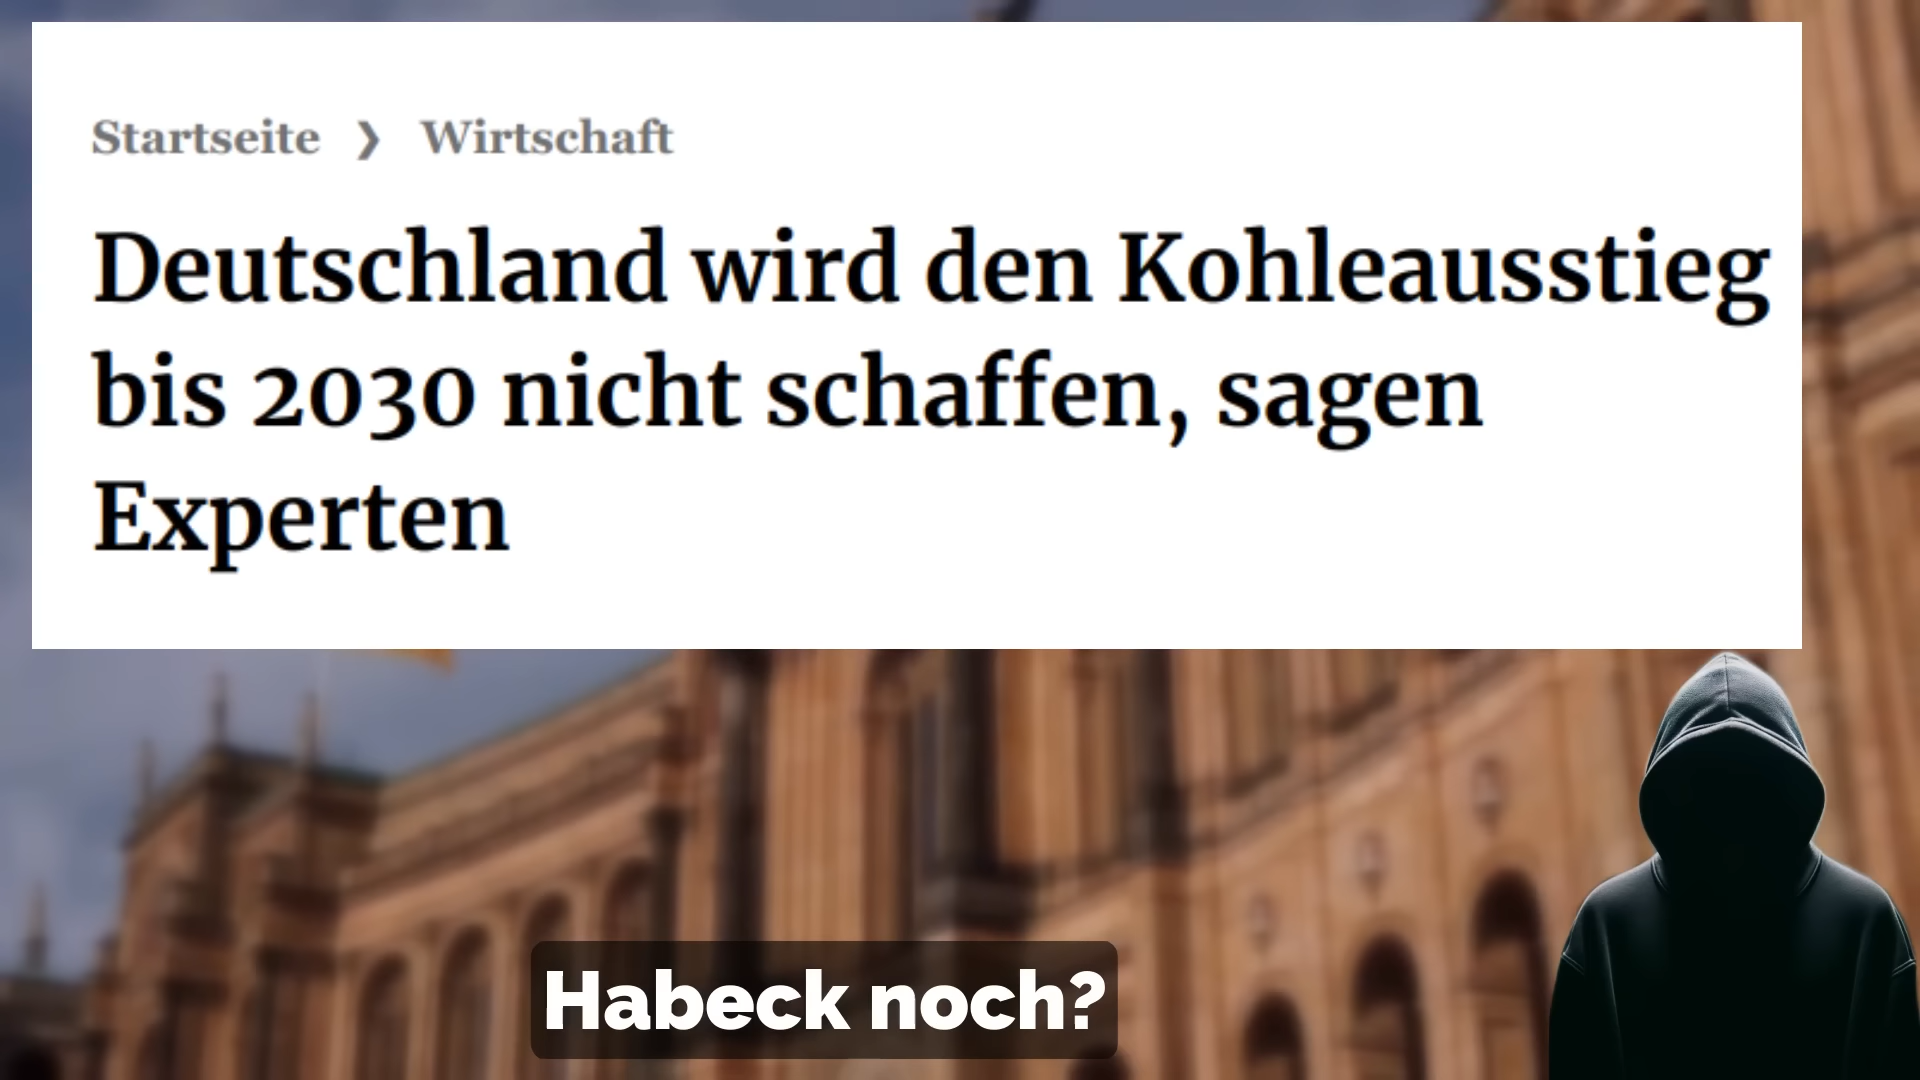 Startseite ❯ Wirtschaft
Deutschland wird den Kohleausstieg
bis 2030 nicht schaffen, sagen
Experten
Habeck noch?